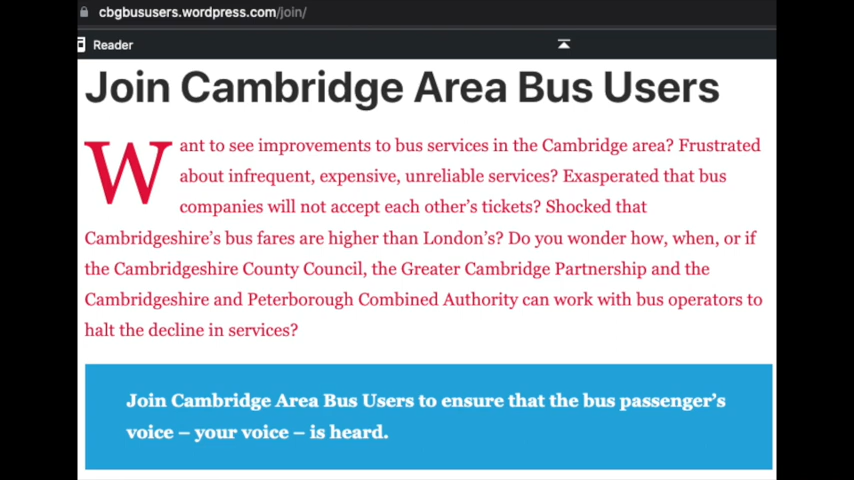 cbgbususers.wordpress.com/join/
Reader
Join Cambridge Area Bus Users
Want to see improvements to bus services in the Cambridge area? Frustrated
about infrequent, expensive, unreliable services? Exasperated that bus
companies will not accept each other’s tickets? Shocked that
Cambridgeshire’s bus fares are higher than London’s? Do you wonder how, when, or if
the Cambridgeshire County Council, the Greater Cambridge Partnership and the
Cambridgeshire and Peterborough Combined Authority can work with bus operators to
halt the decline in services?
Join Cambridge Area Bus Users to ensure that the bus passenger’s
voice – your voice – is heard.